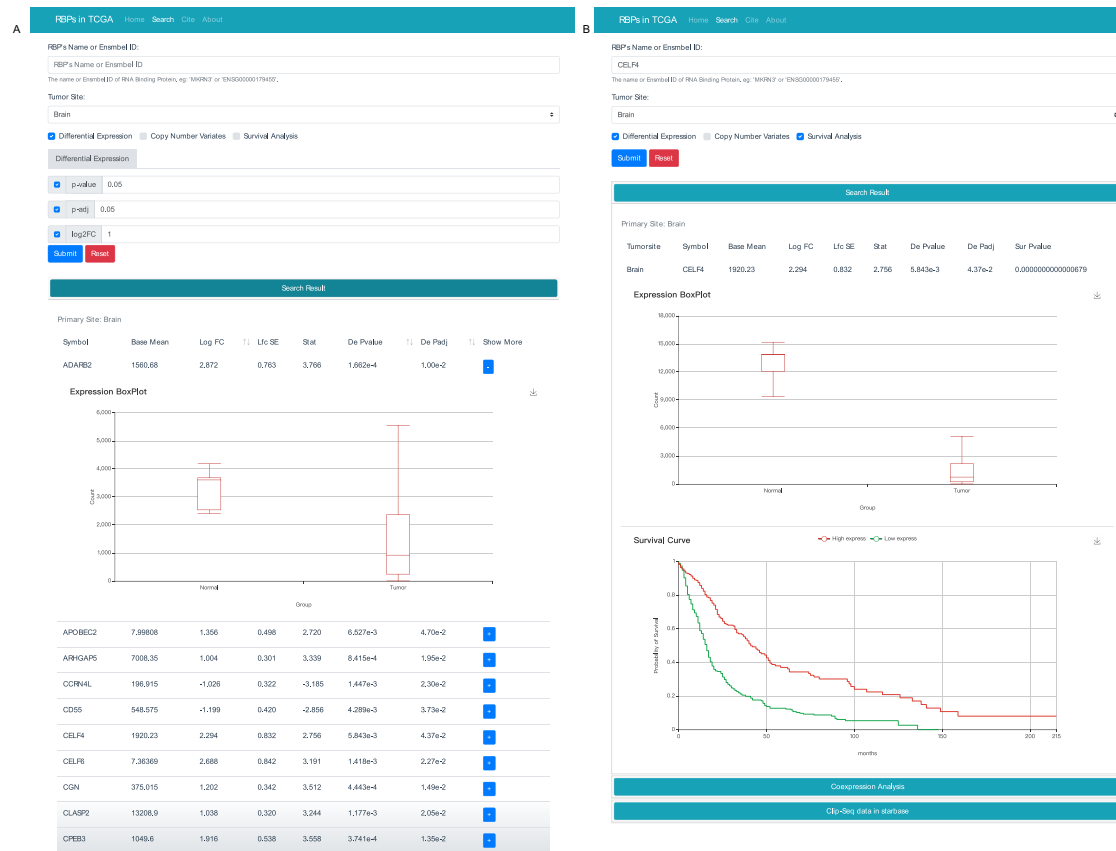 A
RBPs in TCGA Home Search Cite About
RBP's Name or Ensmbel ID:
RBP's Name or Ensmbel ID
The name or Ensmbel ID of RNA Binding Protein, eg: 'MKRN3' or 'ENSG00000179455'.
Tumor Site:
Brain
Differential Expression Copy Number Variates Survival Analysis
Differential Expression
p-value 0.05
p-adj 0.05
log2FC 1
Submit Reset
Search Result
Primary Site: Brain
Symbol Base Mean Log FC ↑↓ Lfc SE Stat De Pvalue ↑↓ De Padj ↑↓ Show More
ADARB2 1560.68 2.872 0.763 3.766 1.662e-4 1.00e-2 -
Expression BoxPlot
6,000
5,000
4,000
3,000
2,000
1,000
0
Count
Normal Tumor
Group
APOBEC2 7.99808 1.356 0.498 2.720 6.527e-3 4.70e-2 +
ARHGAP5 7008.35 1.004 0.301 3.339 8.415e-4 1.95e-2 +
CCRN4L 196.915 -1.026 0.322 -3.185 1.447e-3 2.30e-2 +
CD55 548.575 -1.199 0.420 -2.856 4.289e-3 3.73e-2 +
CELF4 1920.23 2.294 0.832 2.756 5.843e-3 4.37e-2 +
CELF6 7.36369 2.688 0.842 3.191 1.418e-3 2.27e-2 +
CGN 375.015 1.202 0.342 3.512 4.443e-4 1.49e-2 +
CLASP2 13208.9 1.038 0.320 3.244 1.177e-3 2.05e-2 +
CPEB3 1049.6 1.916 0.538 3.558 3.741e-4 1.35e-2 +
B
RBPs in TCGA Home Search Cite About
RBP's Name or Ensmbel ID:
CELF4
The name or Ensmbel ID of RNA Binding Protein, eg: 'MKRN3' or 'ENSG00000179455'.
Tumor Site:
Brain
Differential Expression Copy Number Variates Survival Analysis
Submit Reset
Search Result
Primary Site: Brain
Tumorsite Symbol Base Mean Log FC Lfc SE Stat De Pvalue De Padj Sur Pvalue
Brain CELF4 1920.23 2.294 0.832 2.756 5.843e-3 4.37e-2 0.0000000000000679
Expression BoxPlot
18,000
15,000
12,000
9,000
6,000
3,000
0
Count
Normal Tumor
Group
Survival Curve
High express Low express
1
0.8
0.6
0.4
0.2
0
Probability of Survival
0 50 100 150 200 215
months
Coexpression Analysis
Clip-Seq data in starbase